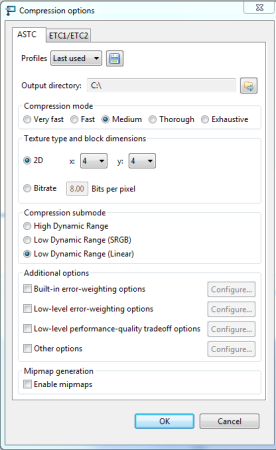 Compression options
ASTC ETC1/ETC2
Profiles Last used
Output directory: C:\
Compression mode
Very fast Fast Medium Thorough Exhaustive
Texture type and block dimensions
2D x: 4 y: 4
Bitrate 8.00 Bits per pixel
Compression submode
High Dynamic Range
Low Dynamic Range (SRGB)
Low Dynamic Range (Linear)
Additional options
Built-in error-weighting options Configure...
Low-level error-weighting options Configure...
Low-level performance-quality tradeoff options Configure...
Other options Configure...
Mipmap generation
Enable mipmaps
OK Cancel